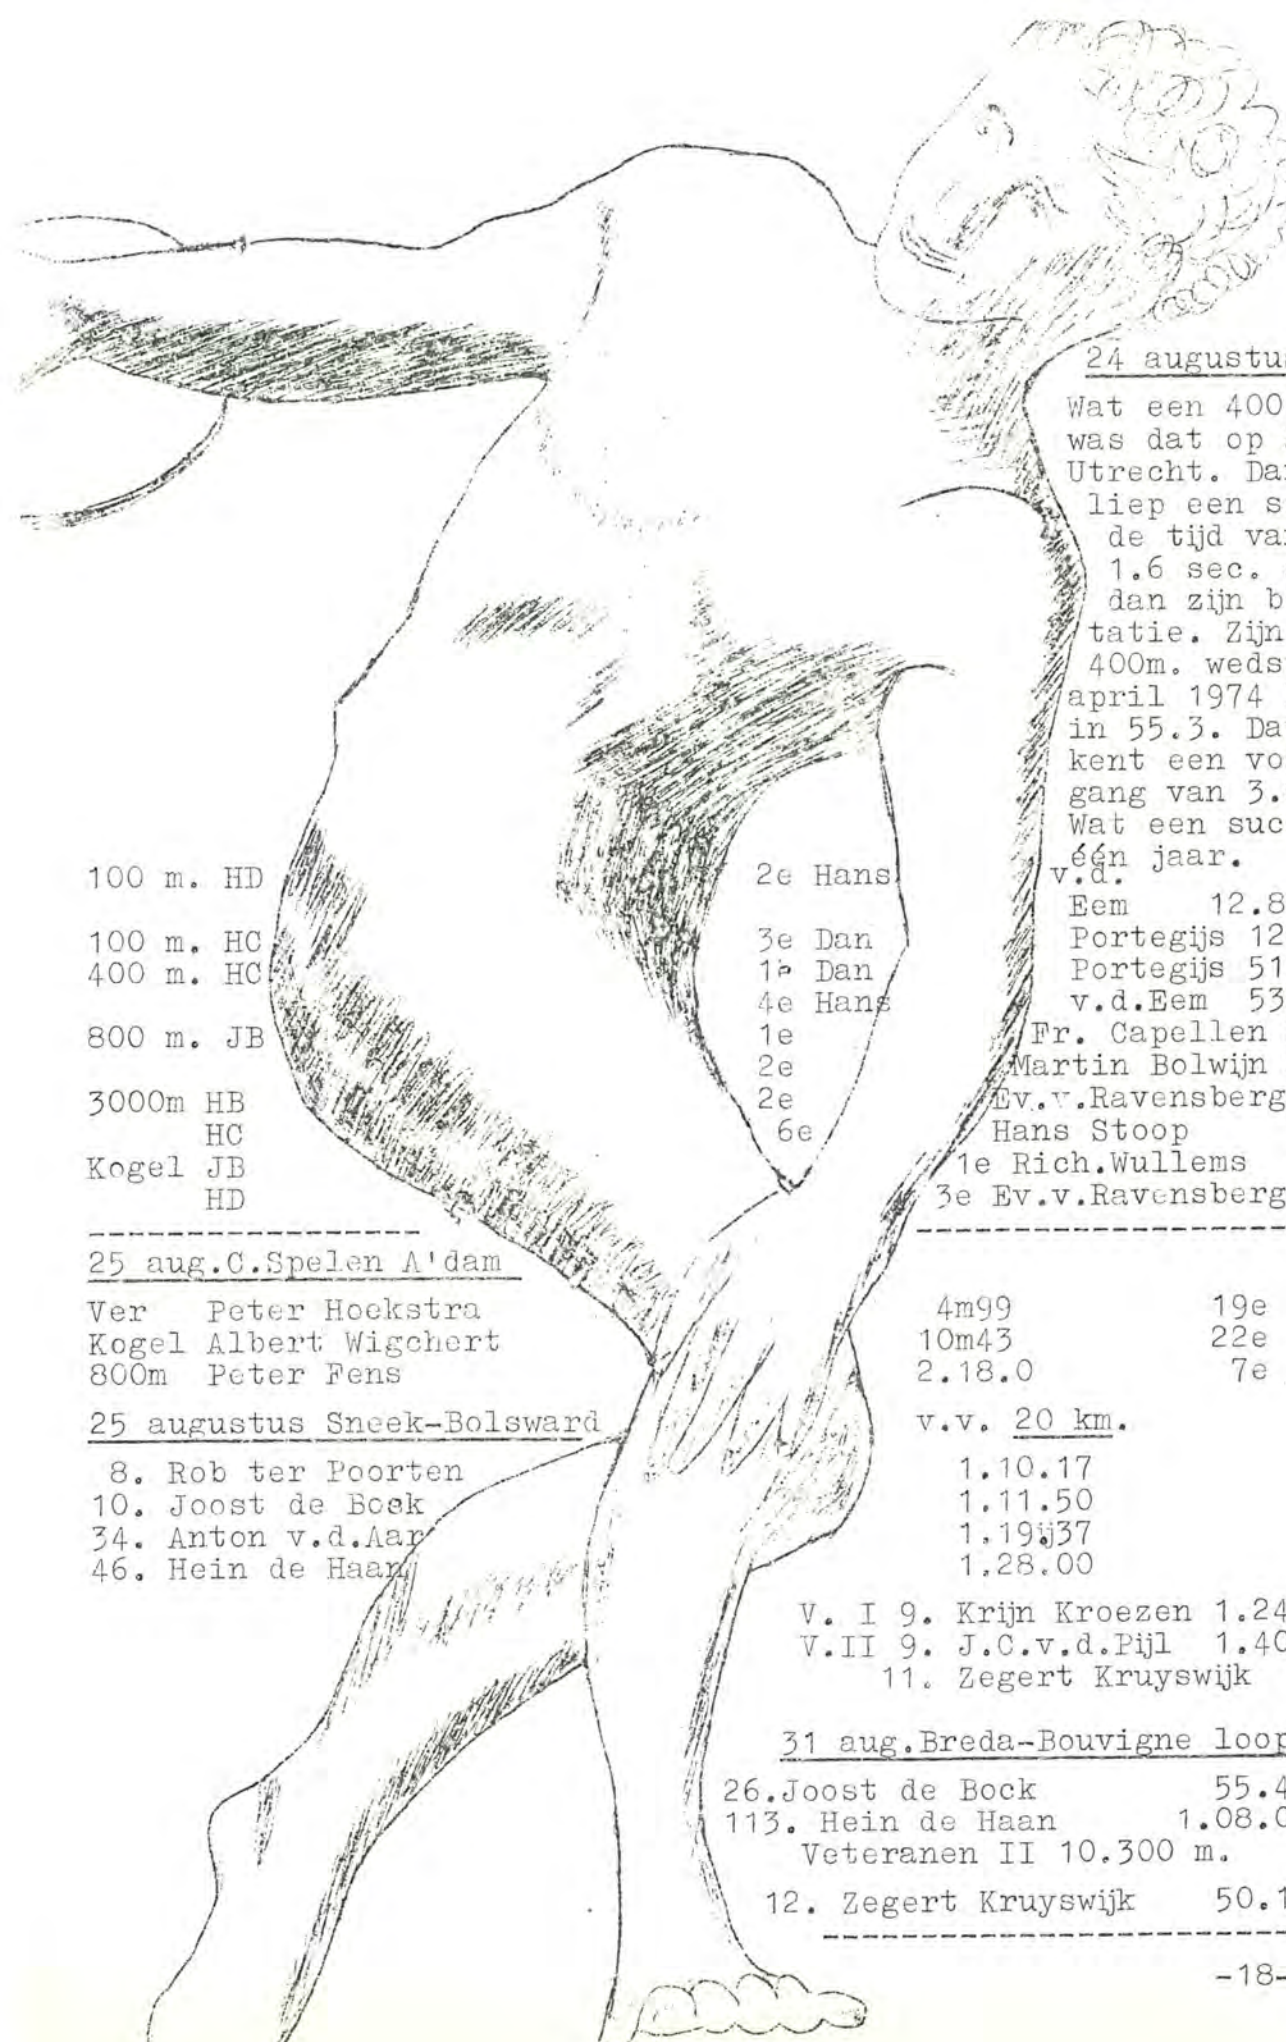 24 augustus
Wat een 400
was dat op
Utrecht. Da
liep een s
de tijd va
1.6 sec.
dan zijn b
tatie. Zijn
400m. weds
april 1974
in 55.3. Da
kent een vo
gang van 3.
Wat een suc
één jaar.
100 m. HD 2e Hans v.d. Eem 12.8
100 m. HC 3e Dan Portegijs 12
400 m. HC 1e Dan Portegijs 51
4e Hans v.d.Eem 53
800 m. JB 1e Fr. Capellen
2e Martin Bolwijn
3000m HB 2e Ev.v.Ravensberg
HC 6e Hans Stoop
Kogel JB 1e Rich.Wullems
HD 3e Ev.v.Ravensberg
25 aug.C.Spelen A'dam
Ver Peter Hoekstra 4m99 19e
Kogel Albert Wigchert 10m43 22e
800m Peter Fens 2.18.0 7e
25 augustus Sneek-Bolsward v.v. 20 km.
8. Rob ter Poorten 1.10.17
10. Joost de Bock 1.11.50
34. Anton v.d.Aar 1.19ij37
46. Hein de Haan 1.28.00
V. I 9. Krijn Kroezen 1.24
V.II 9. J.C.v.d.Pijl 1.40
11. Zegert Kruyswijk
31 aug.Breda-Bouvigne loop
26.Joost de Bock 55.4
113. Hein de Haan 1.08.0
Veteranen II 10.300 m.
12. Zegert Kruyswijk 50.1
-18-